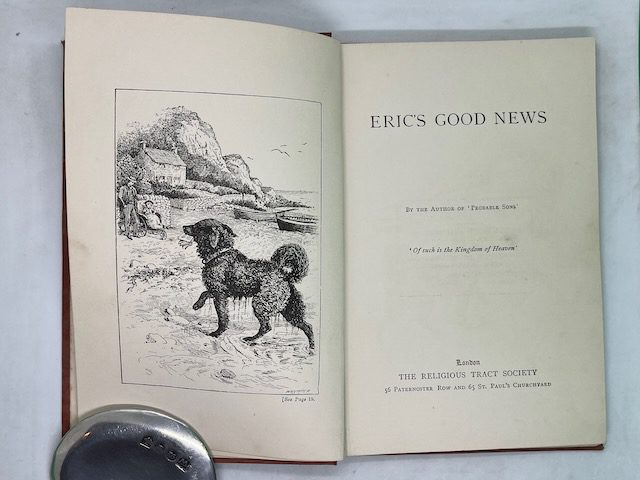 [See Page 19.
ERIC'S GOOD NEWS
By the Author of 'Probable Sons'
'Of such is the Kingdom of Heaven'
London
THE RELIGIOUS TRACT SOCIETY
56 Paternoster Row and 65 St. Paul's Churchyard